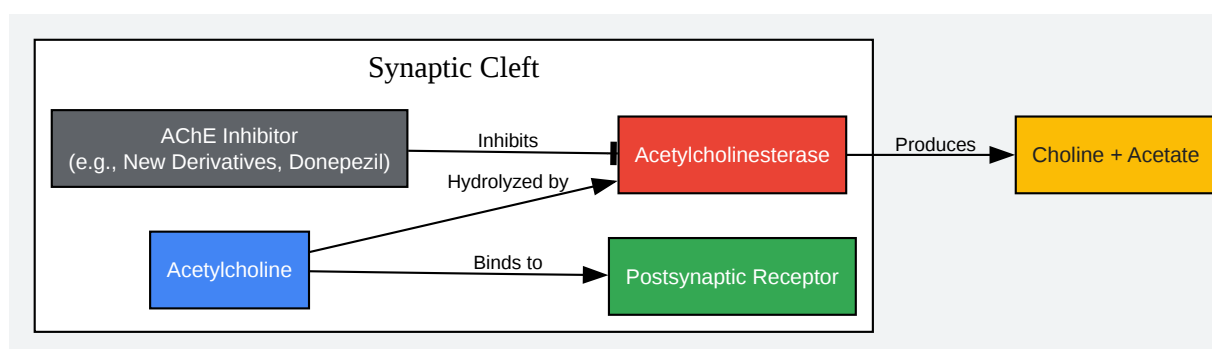 Synaptic Cleft
AChE Inhibitor
(e.g., New Derivatives, Donepezil)
Inhibits
Acetylcholinesterase
Produces
Choline + Acetate
Hydrolyzed by
Acetylcholine
Binds to
Postsynaptic Receptor